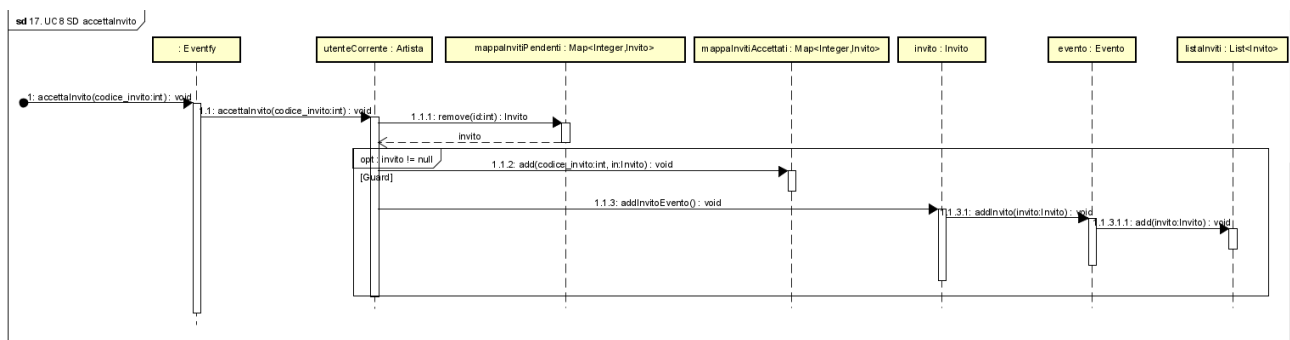 sd 17. UC 8 SD accettaInvito
: Eventfy
utenteCorrente : Artista
mappaInvitiPendenti : Map<Integer,Invito>
mappaInvitiAccettati : Map<Integer,Invito>
invito : Invito
evento : Evento
listaInviti : List<Invito>
1: accettaInvito(codice_invito:int) : void
1.1: accettaInvito(codice_invito:int) : void
1.1.1: remove(id:int) : Invito
invito
opt : invito != null
1.1.2: add(codice_invito:int, in:Invito) : void
[Guard]
1.1.3: addInvitoEvento() : void
1.1.3.1: addInvito(invito:Invito) : void
1.1.3.1.1: add(invito:Invito) : void